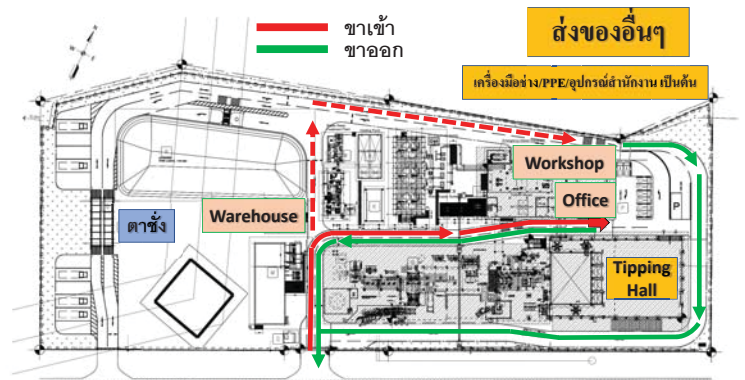 ขาเข้า
ขาออก
ส่งของอื่นๆ
เครื่องมือช่าง/PPE/อุปกรณ์สำนักงาน เป็นต้น
Workshop
Office
Warehouse
ตาชั่ง
P
Tipping
Hall